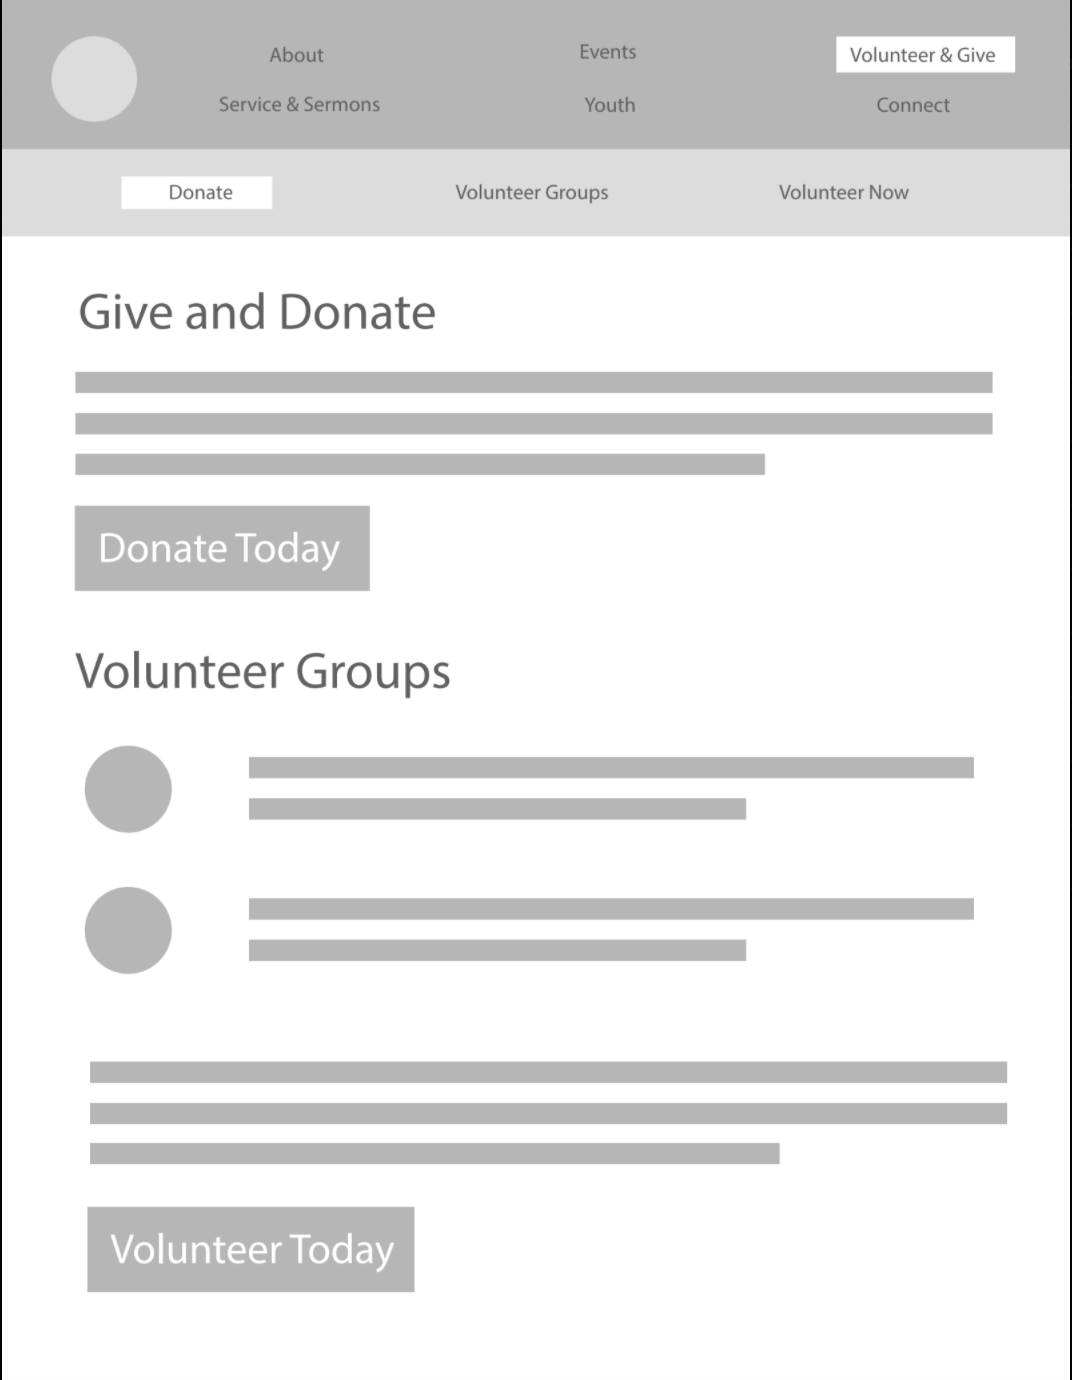 About
Events
Volunteer & Give
Service & Sermons
Youth
Connect
Donate
Volunteer Groups
Volunteer Now
Give and Donate
Donate Today
Volunteer Groups
Volunteer Today